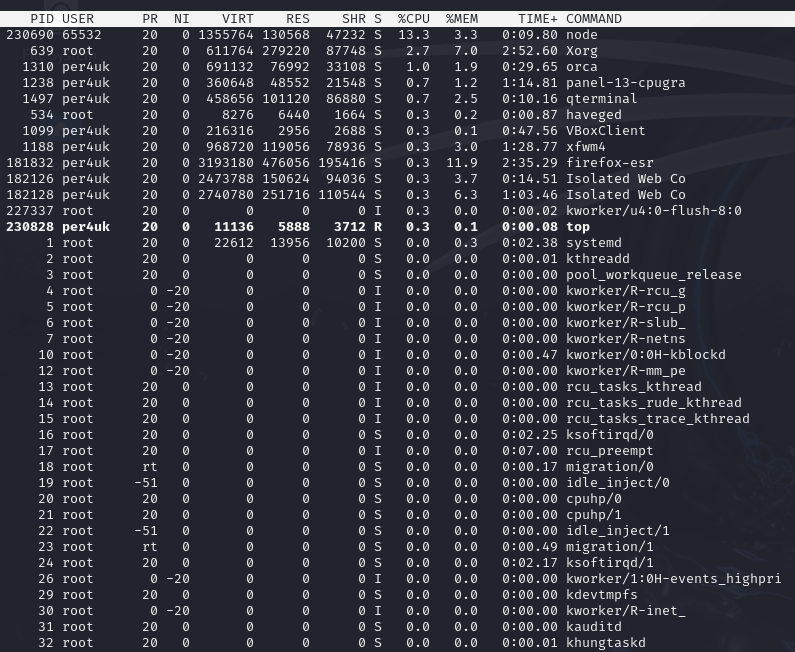 PID USER PR NI VIRT RES SHR S %CPU %MEM TIME+ COMMAND
230690 65532 20 0 1355764 130568 47232 S 13.3 3.3 0:09.80 node
639 root 20 0 611764 279220 87748 S 2.7 7.0 2:52.60 Xorg
1310 per4uk 20 0 691132 76992 33108 S 1.0 1.9 0:29.65 orca
1238 per4uk 20 0 360648 48552 21548 S 0.7 1.2 1:14.81 panel-13-cpugra
1497 per4uk 20 0 458656 101120 86880 S 0.7 2.5 0:10.16 qterminal
534 root 20 0 8276 6440 1664 S 0.3 0.2 0:00.87 haveged
1099 per4uk 20 0 216316 2956 2688 S 0.3 0.1 0:47.56 VBoxClient
1188 per4uk 20 0 968720 119056 78936 S 0.3 3.0 1:28.77 xfwm4
181832 per4uk 20 0 3193180 476056 195416 S 0.3 11.9 2:35.29 firefox-esr
182126 per4uk 20 0 2473788 150624 94036 S 0.3 3.7 0:14.51 Isolated Web Co
182128 per4uk 20 0 2740780 251716 110544 S 0.3 6.3 1:03.46 Isolated Web Co
227337 root 20 0 0 0 0 I 0.3 0.0 0:00.02 kworker/u4:0-flush-8:0
230828 per4uk 20 0 11136 5888 3712 R 0.3 0.1 0:00.08 top
1 root 20 0 22612 13956 10200 S 0.0 0.3 0:02.38 systemd
2 root 20 0 0 0 0 S 0.0 0.0 0:00.01 kthreadd
3 root 20 0 0 0 0 S 0.0 0.0 0:00.00 pool_workqueue_release
4 root 0 -20 0 0 0 I 0.0 0.0 0:00.00 kworker/R-rcu_g
5 root 0 -20 0 0 0 I 0.0 0.0 0:00.00 kworker/R-rcu_p
6 root 0 -20 0 0 0 I 0.0 0.0 0:00.00 kworker/R-slub_
7 root 0 -20 0 0 0 I 0.0 0.0 0:00.00 kworker/R-netns
10 root 0 -20 0 0 0 I 0.0 0.0 0:00.47 kworker/0:0H-kblockd
12 root 0 -20 0 0 0 I 0.0 0.0 0:00.00 kworker/R-mm_pe
13 root 20 0 0 0 0 I 0.0 0.0 0:00.00 rcu_tasks_kthread
14 root 20 0 0 0 0 I 0.0 0.0 0:00.00 rcu_tasks_rude_kthread
15 root 20 0 0 0 0 I 0.0 0.0 0:00.00 rcu_tasks_trace_kthread
16 root 20 0 0 0 0 S 0.0 0.0 0:02.25 ksoftirqd/0
17 root 20 0 0 0 0 I 0.0 0.0 0:07.00 rcu_preempt
18 root rt 0 0 0 0 S 0.0 0.0 0:00.17 migration/0
19 root -51 0 0 0 0 S 0.0 0.0 0:00.00 idle_inject/0
20 root 20 0 0 0 0 S 0.0 0.0 0:00.00 cpuhp/0
21 root 20 0 0 0 0 S 0.0 0.0 0:00.00 cpuhp/1
22 root -51 0 0 0 0 S 0.0 0.0 0:00.00 idle_inject/1
23 root rt 0 0 0 0 S 0.0 0.0 0:00.49 migration/1
24 root 20 0 0 0 0 S 0.0 0.0 0:02.17 ksoftirqd/1
26 root 0 -20 0 0 0 I 0.0 0.0 0:00.00 kworker/1:0H-events_highpri
29 root 20 0 0 0 0 S 0.0 0.0 0:00.00 kdevtmpfs
30 root 0 -20 0 0 0 I 0.0 0.0 0:00.00 kworker/R-inet_
31 root 20 0 0 0 0 S 0.0 0.0 0:00.00 kauditd
32 root 20 0 0 0 0 S 0.0 0.0 0:00.01 khungtaskd